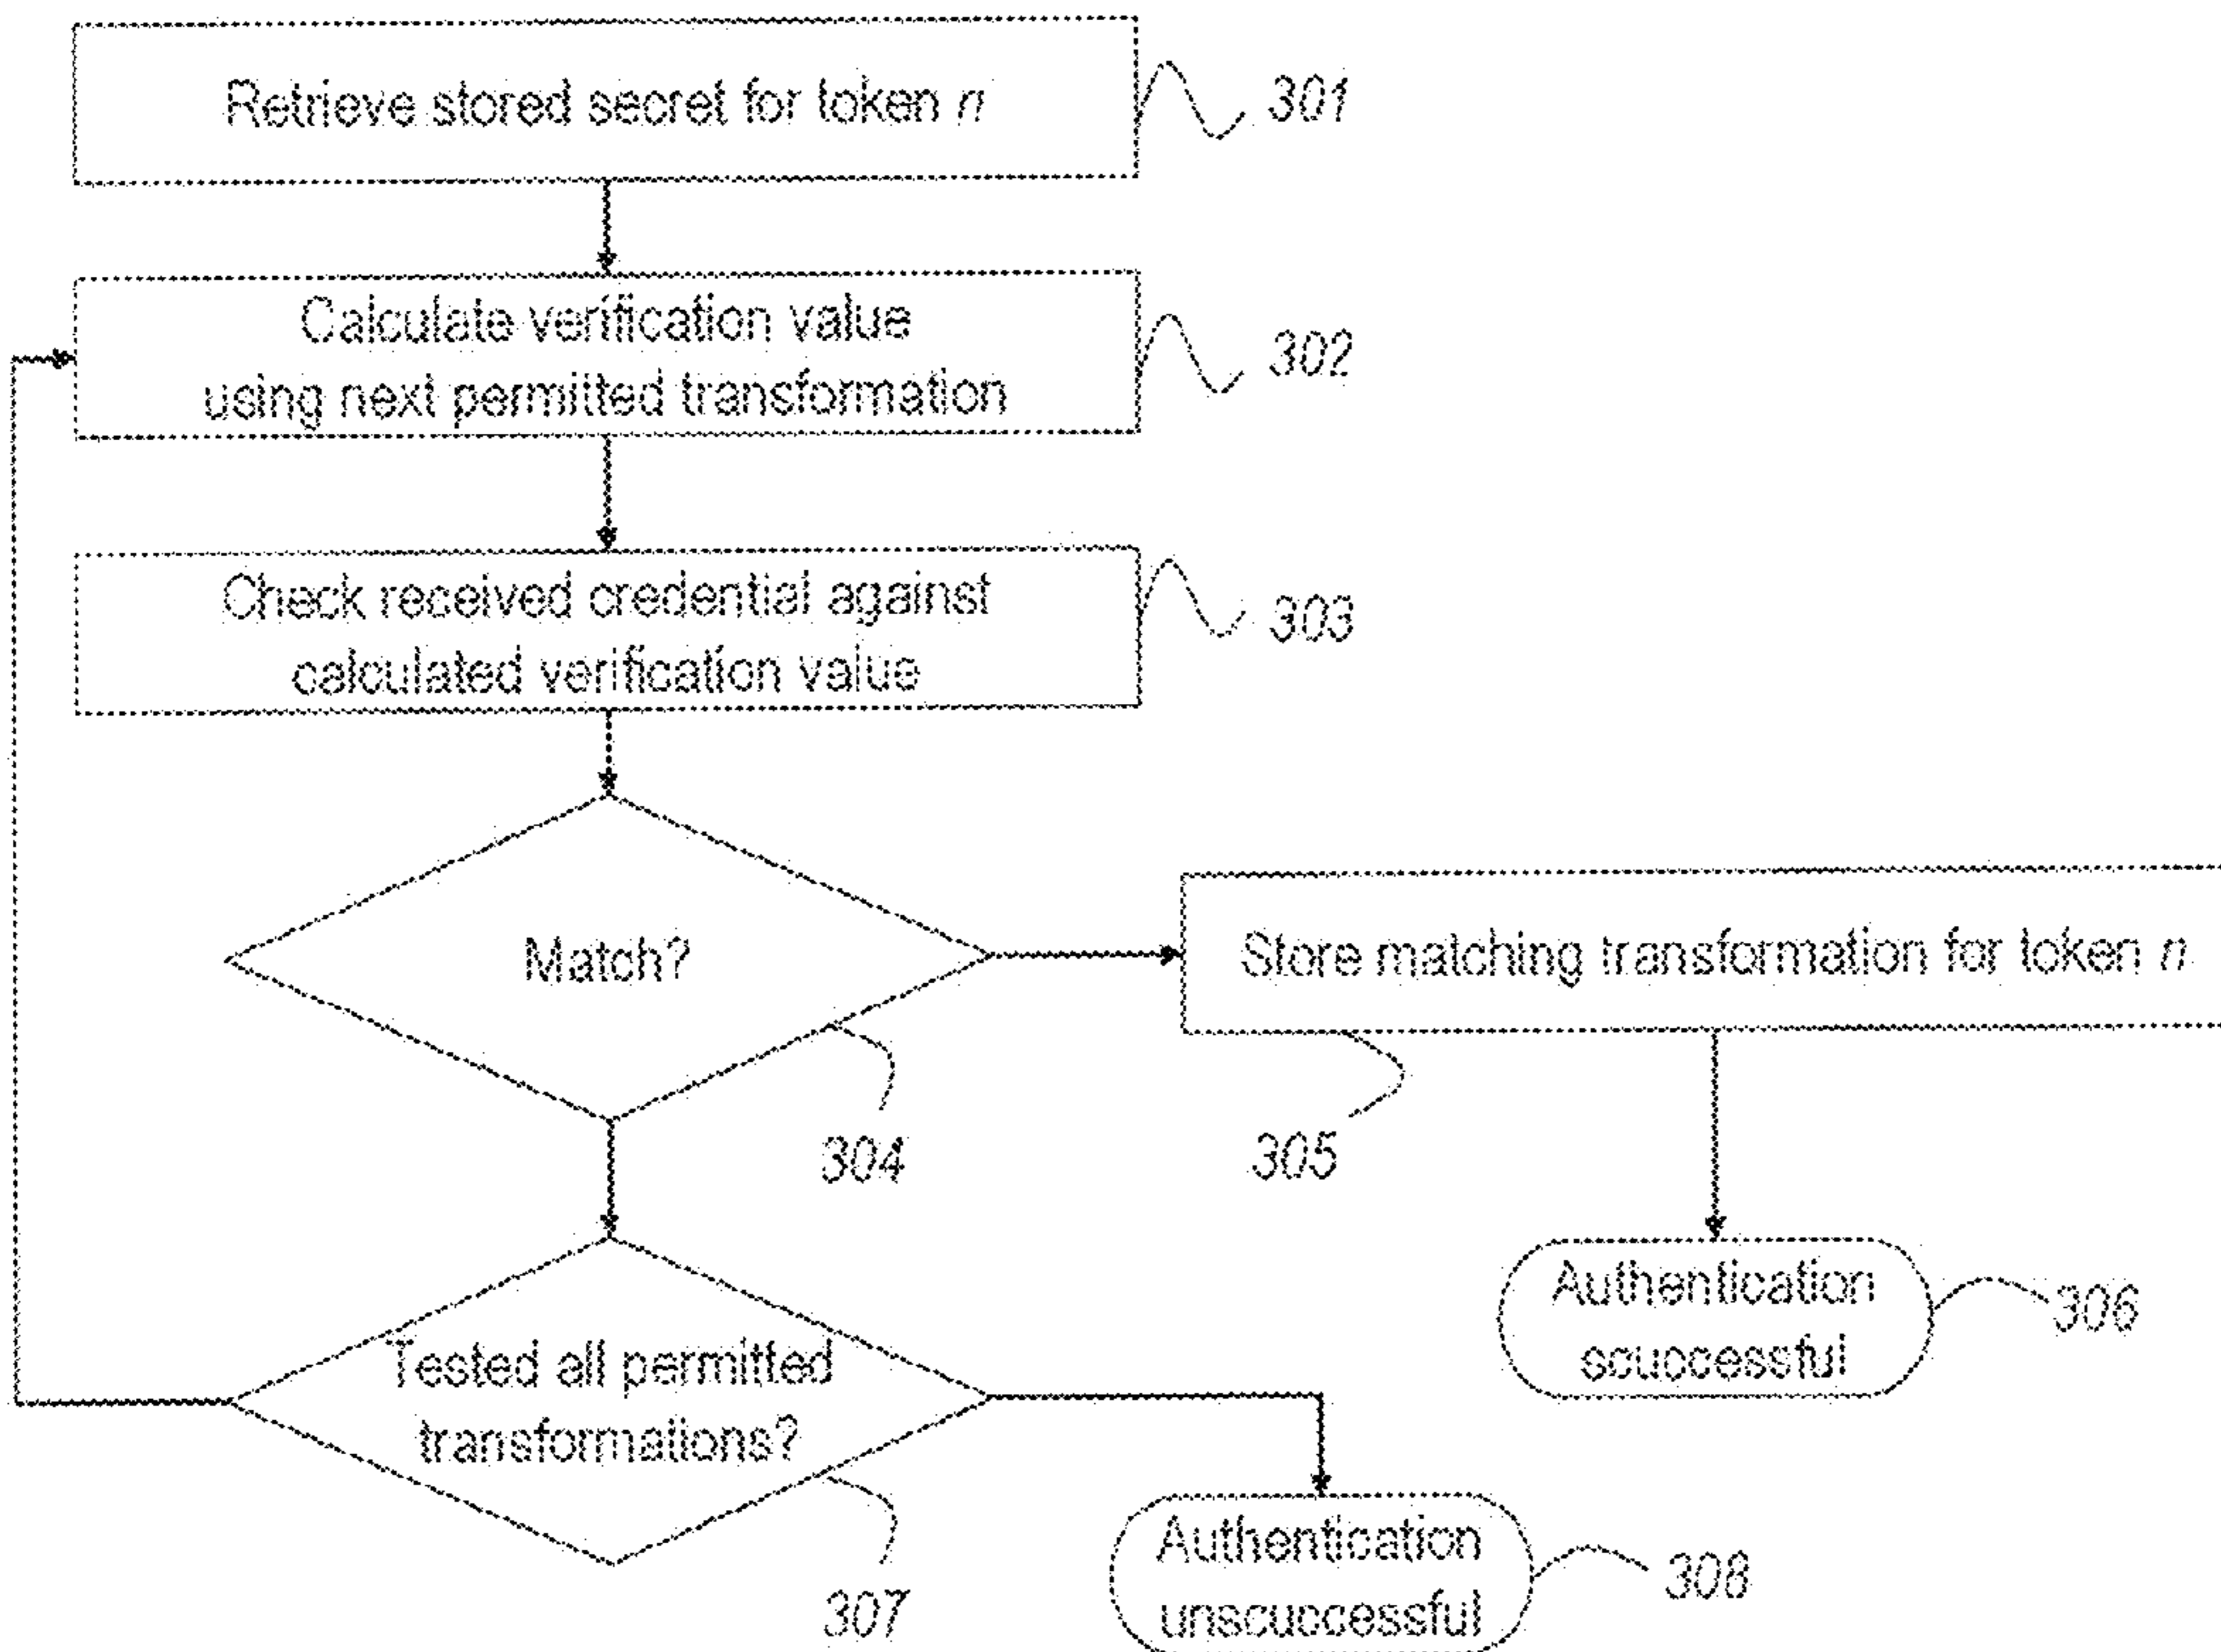 Retrieve stored secret for token n
301
Calculate verification value
using next permitted transformation
302
Check received credential against
calculated verification value
303
Match?
304
Store matching transformation for token n
305
Authentication
scuccessful
306
Tested all permitted
transformations?
307
Authentication
unscuccessful
308